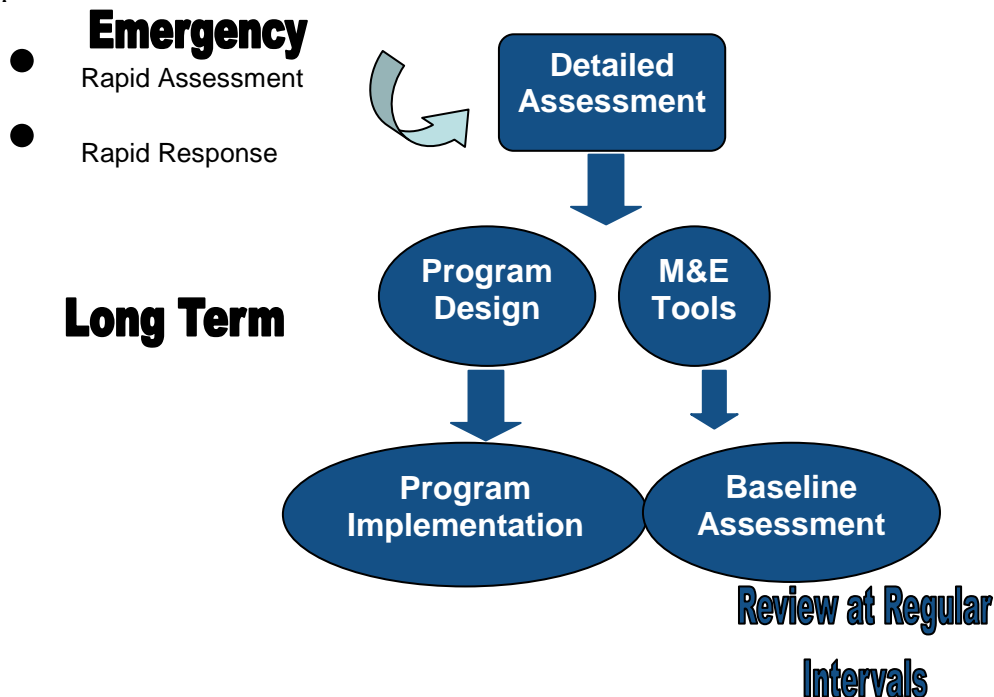 Emergency
● Rapid Assessment
● Rapid Response
Detailed
Assessment
Program
Design
M&E
Tools
Long Term
Program
Implementation
Baseline
Assessment
Review at Regular
Intervals